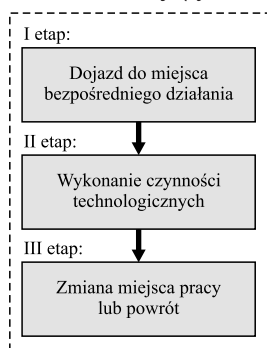 I etap:
Dojazd do miejsca
bezpośredniego działania
II etap:
Wykonanie czynności
technologicznych
III etap:
Zmiana miejsca pracy
lub powrót